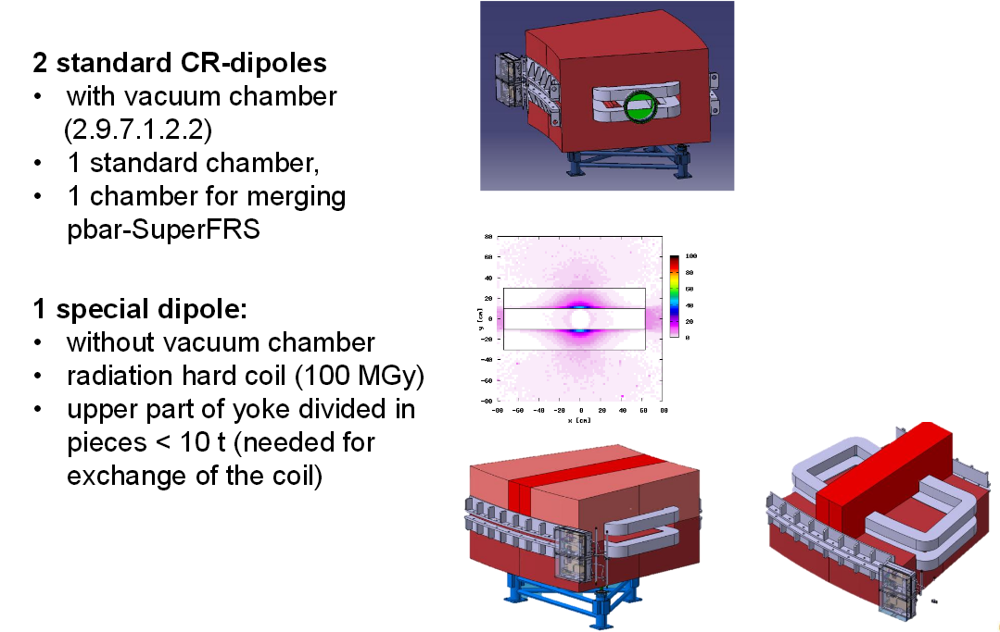 2 standard CR-dipoles
• with vacuum chamber
(2.9.7.1.2.2)
• 1 standard chamber,
• 1 chamber for merging
pbar-SuperFRS
1 special dipole:
• without vacuum chamber
• radiation hard coil (100 MGy)
• upper part of yoke divided in
pieces < 10 t (needed for
exchange of the coil)
80
60
40
20
0
-20
-40
-60
-80
y [cm]
-80 -60 -40 -20 0 20 40 60 80
x [cm]
100
80
60
40
20
0